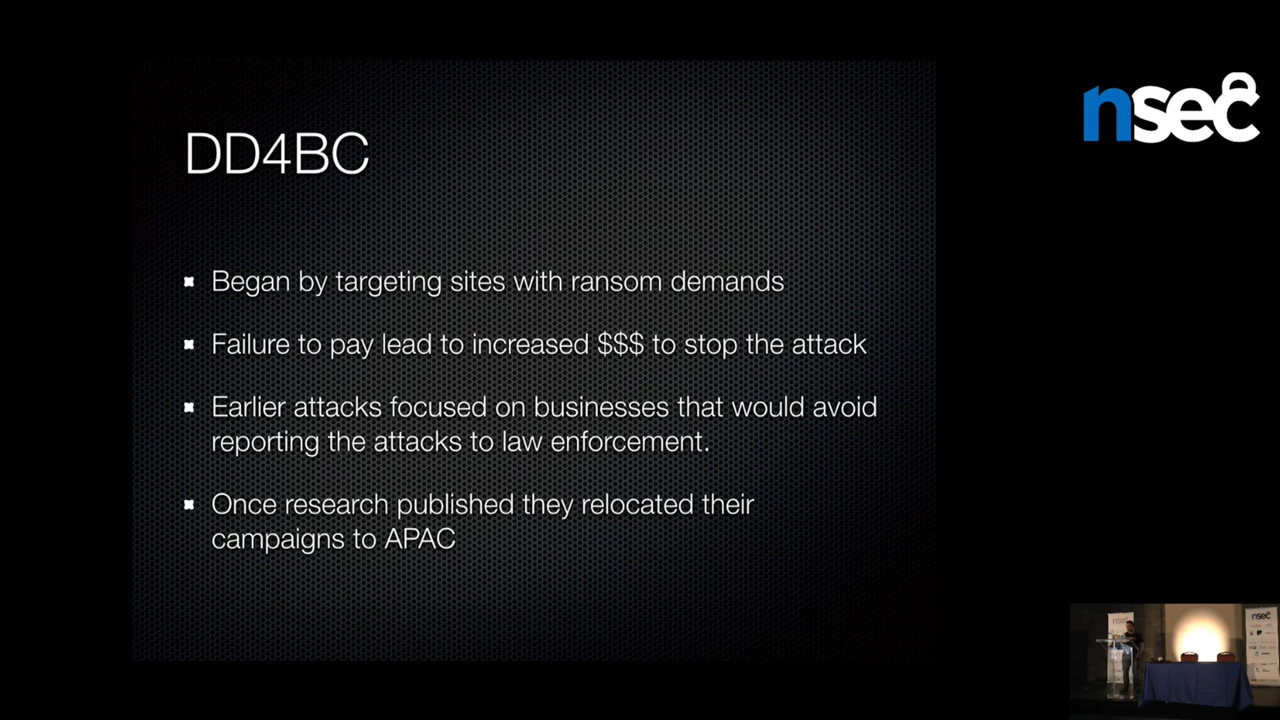 nsec
DD4BC
Began by targeting sites with ransom demands
Failure to pay lead to increased $$$ to stop the attack
Earlier attacks focused on businesses that would avoid
reporting the attacks to law enforcement.
Once research published they relocated their
campaigns to APAC
nsec